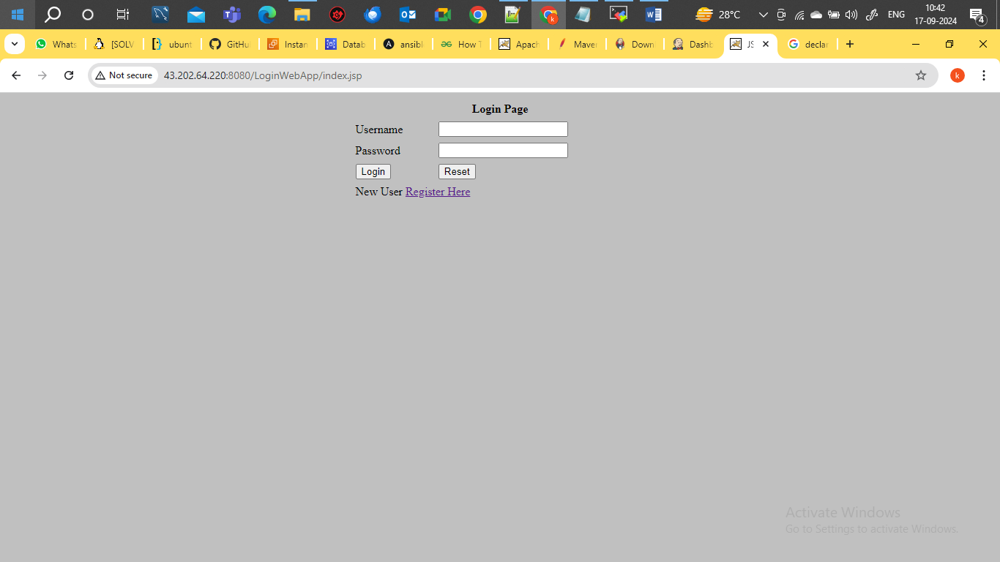 28°C
ENG
10:42
17-09-2024
4
Whats
[SOLV
ubunt
GitHu
Instan
Datab
ansibl
How T
Apach
Maven
Down
Dashb
JS
declar
Not secure
43.202.64.220:8080/LoginWebApp/index.jsp
k
Login Page
Username
Password
Login Reset
New User Register Here
Activate Windows
Go to Settings to activate Windows.